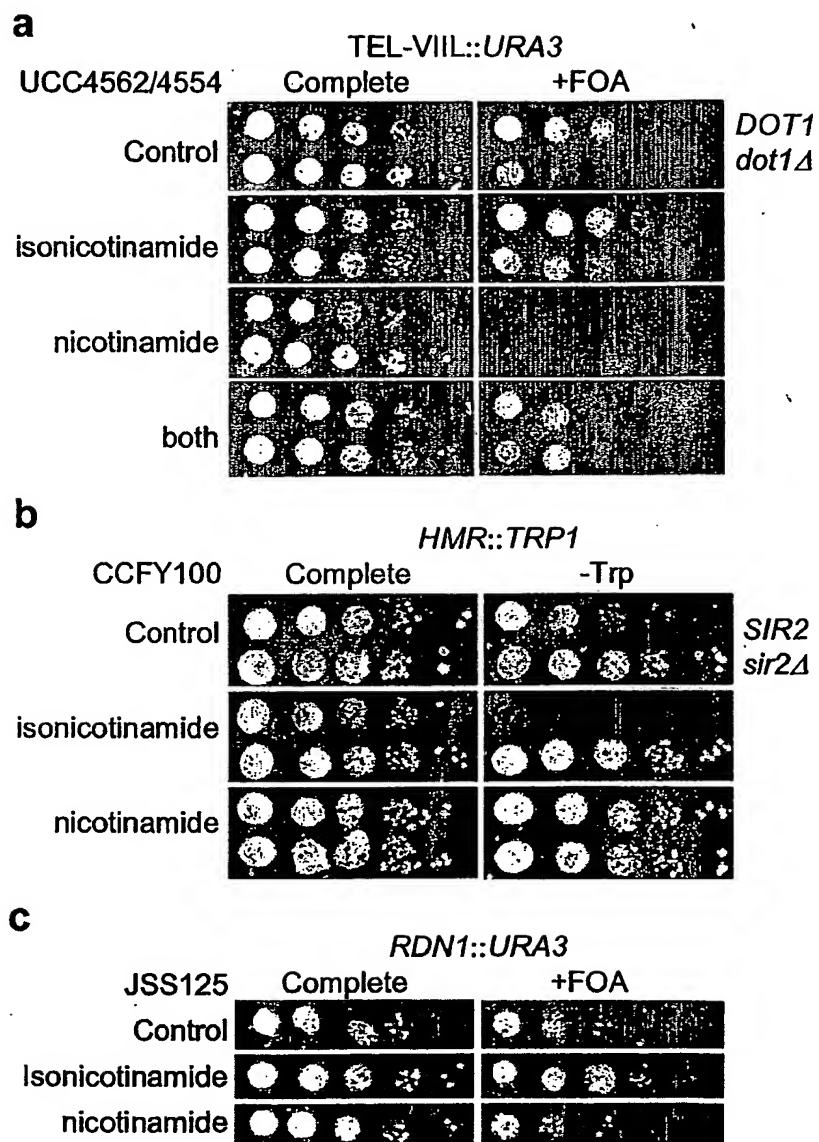 a
TEL-VIIL::URA3
UCC4562/4554 Complete +FOA
Control
DOT1
dot1Δ
isonicotinamide
nicotinamide
both
b
HMR::TRP1
CCFY100 Complete -Trp
Control
SIR2
sir2Δ
isonicotinamide
nicotinamide
c
RDN1::URA3
JSS125 Complete +FOA
Control
Isonicotinamide
nicotinamide